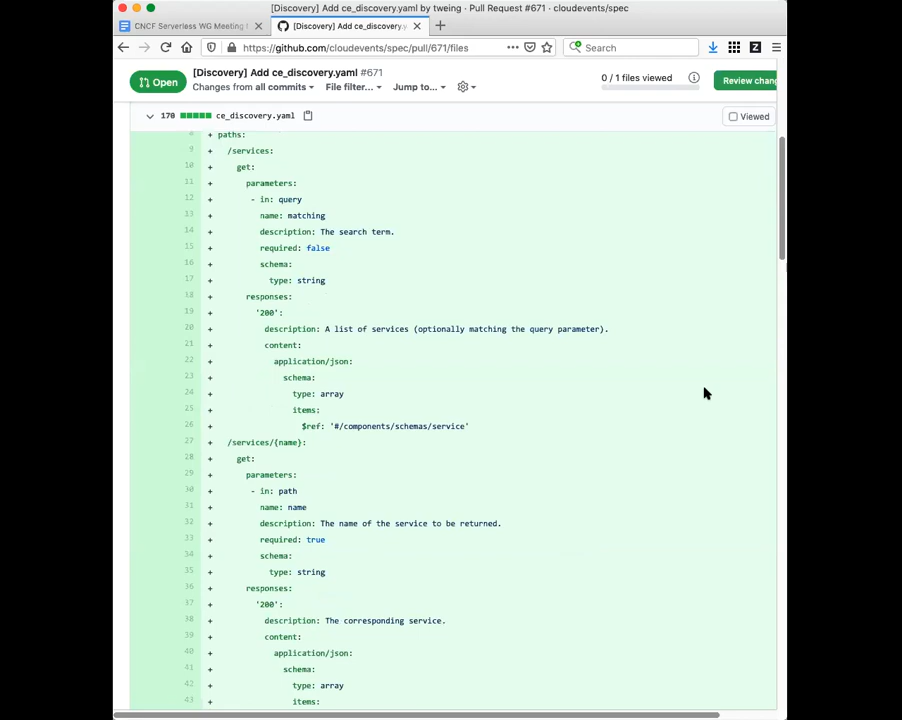 [Discovery] Add ce_discovery.yaml by tweing · Pull Request #671 · cloudevents/spec
CNCF Serverless WG Meeting
[Discovery] Add ce_discovery.y
https://github.com/cloudevents/spec/pull/671/files
Search
Open
[Discovery] Add ce_discovery.yaml #671
Changes from all commits
File filter...
Jump to...
0 / 1 files viewed
Review chang
170
ce_discovery.yaml
Viewed
8 + paths:
9 + /services:
10 + get:
11 + parameters:
12 + - in: query
13 + name: matching
14 + description: The search term.
15 + required: false
16 + schema:
17 + type: string
18 + responses:
19 + '200':
20 + description: A list of services (optionally matching the query parameter).
21 + content:
22 + application/json:
23 + schema:
24 + type: array
25 + items:
26 + $ref: '#/components/schemas/service'
27 + /services/{name}:
28 + get:
29 + parameters:
30 + - in: path
31 + name: name
32 + description: The name of the service to be returned.
33 + required: true
34 + schema:
35 + type: string
36 + responses:
37 + '200':
38 + description: The corresponding service.
39 + content:
40 + application/json:
41 + schema:
42 + type: array
43 + items: